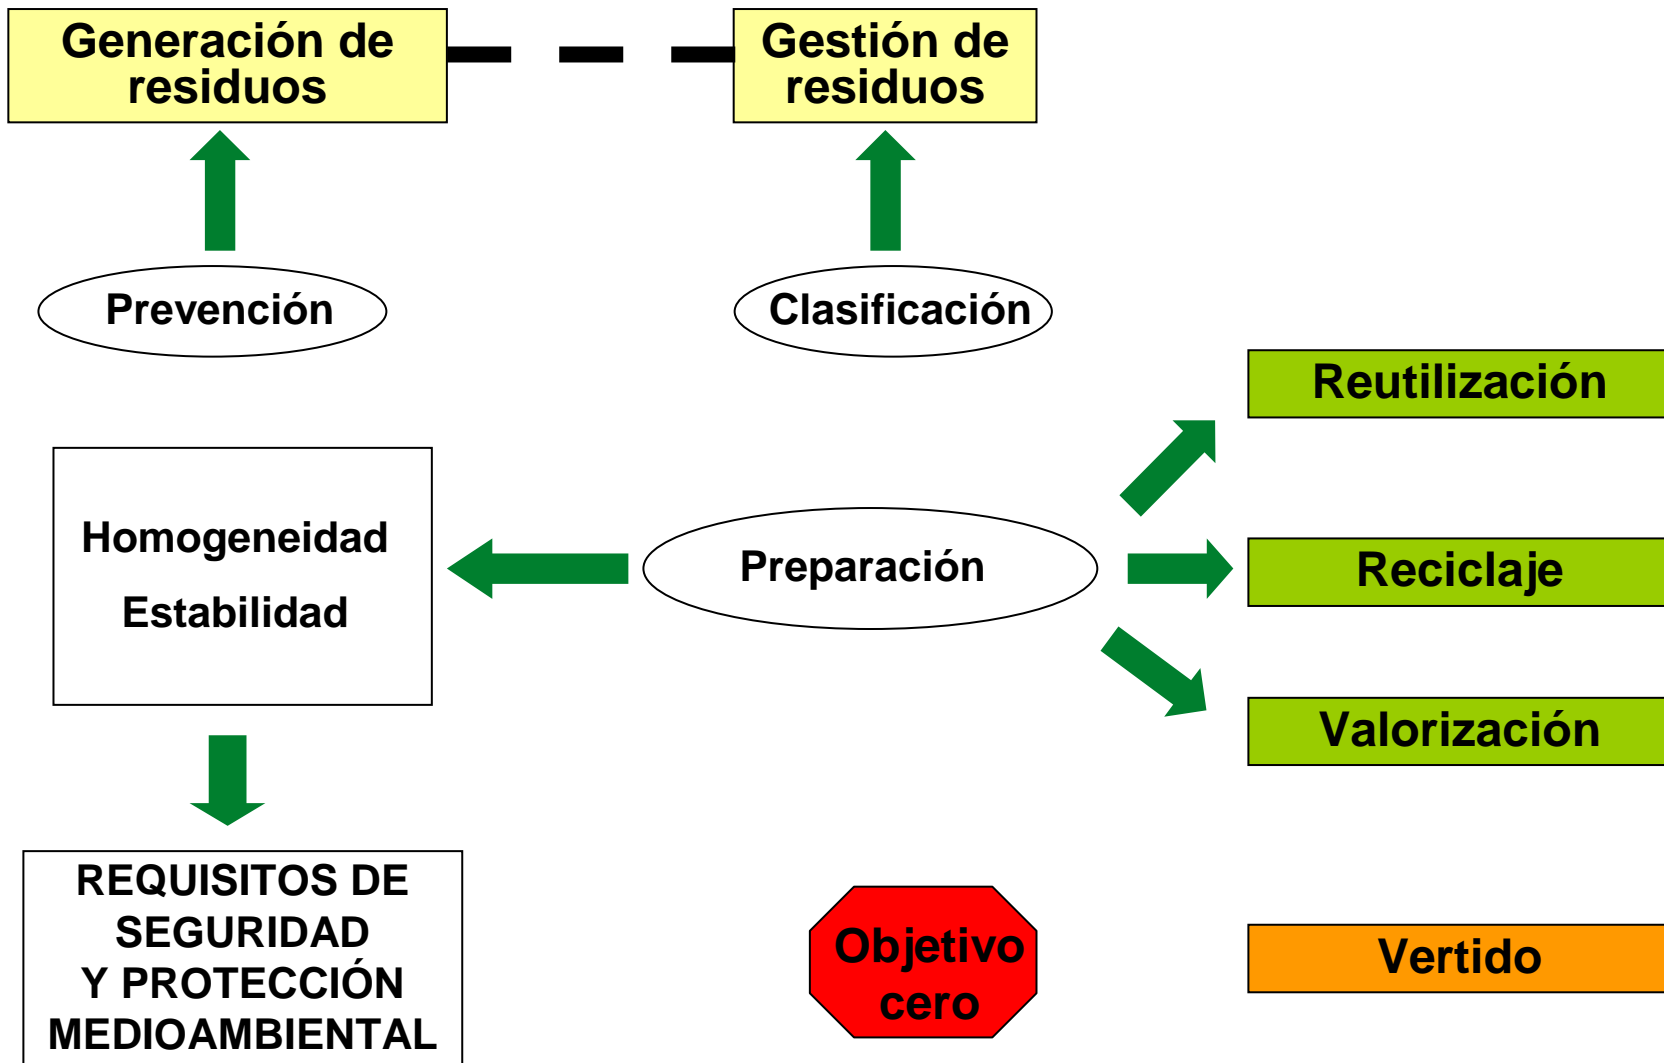 Generación de
residuos
Gestión de
residuos
Prevención
Clasificación
Reutilización
Homogeneidad
Estabilidad
Preparación
Reciclaje
Valorización
REQUISITOS DE
SEGURIDAD
Y PROTECCIÓN
MEDIOAMBIENTAL
Objetivo
cero
Vertido